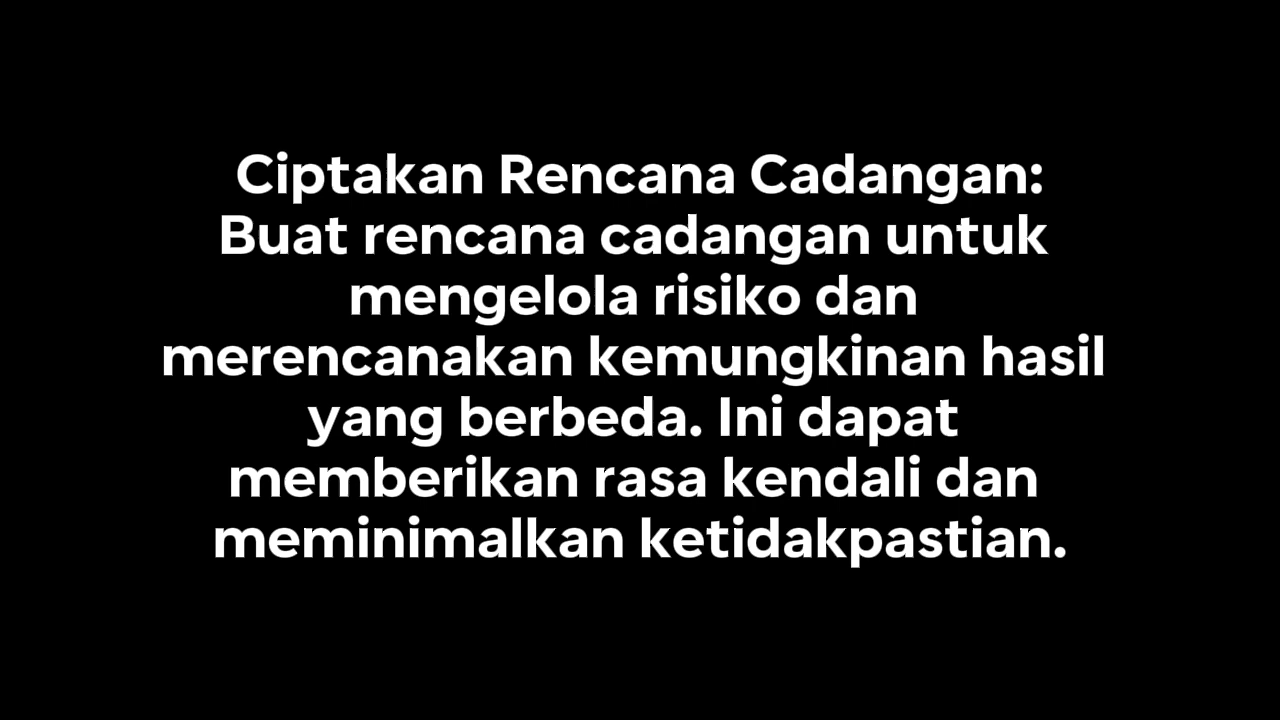 Ciptakan Rencana Cadangan:
Buat rencana cadangan untuk
mengelola risiko dan
merencanakan kemungkinan hasil
yang berbeda. Ini dapat
memberikan rasa kendali dan
meminimalkan ketidakpastian.